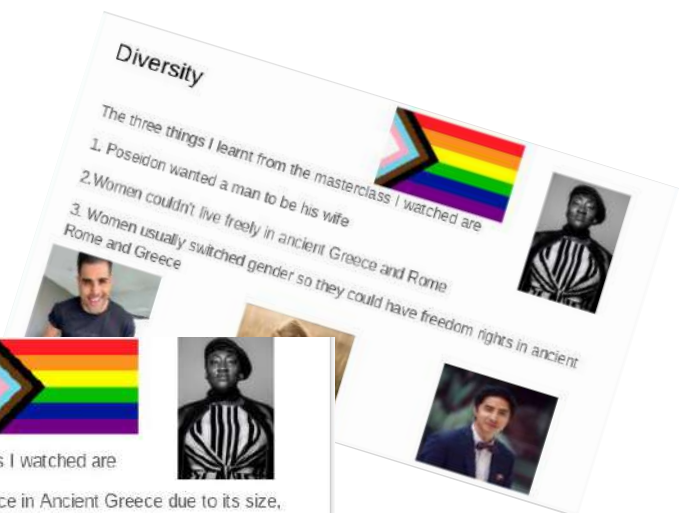 Diversity
The three things I learnt from the masterclass I watched are
1. Poseidon wanted a man to be his wife
2.Women couldn't live freely in ancient Greece and Rome
3. Women usually switched gender so they could have freedom rights in ancient
Rome and Greece
s I watched are
ce in Ancient Greece due to its size,